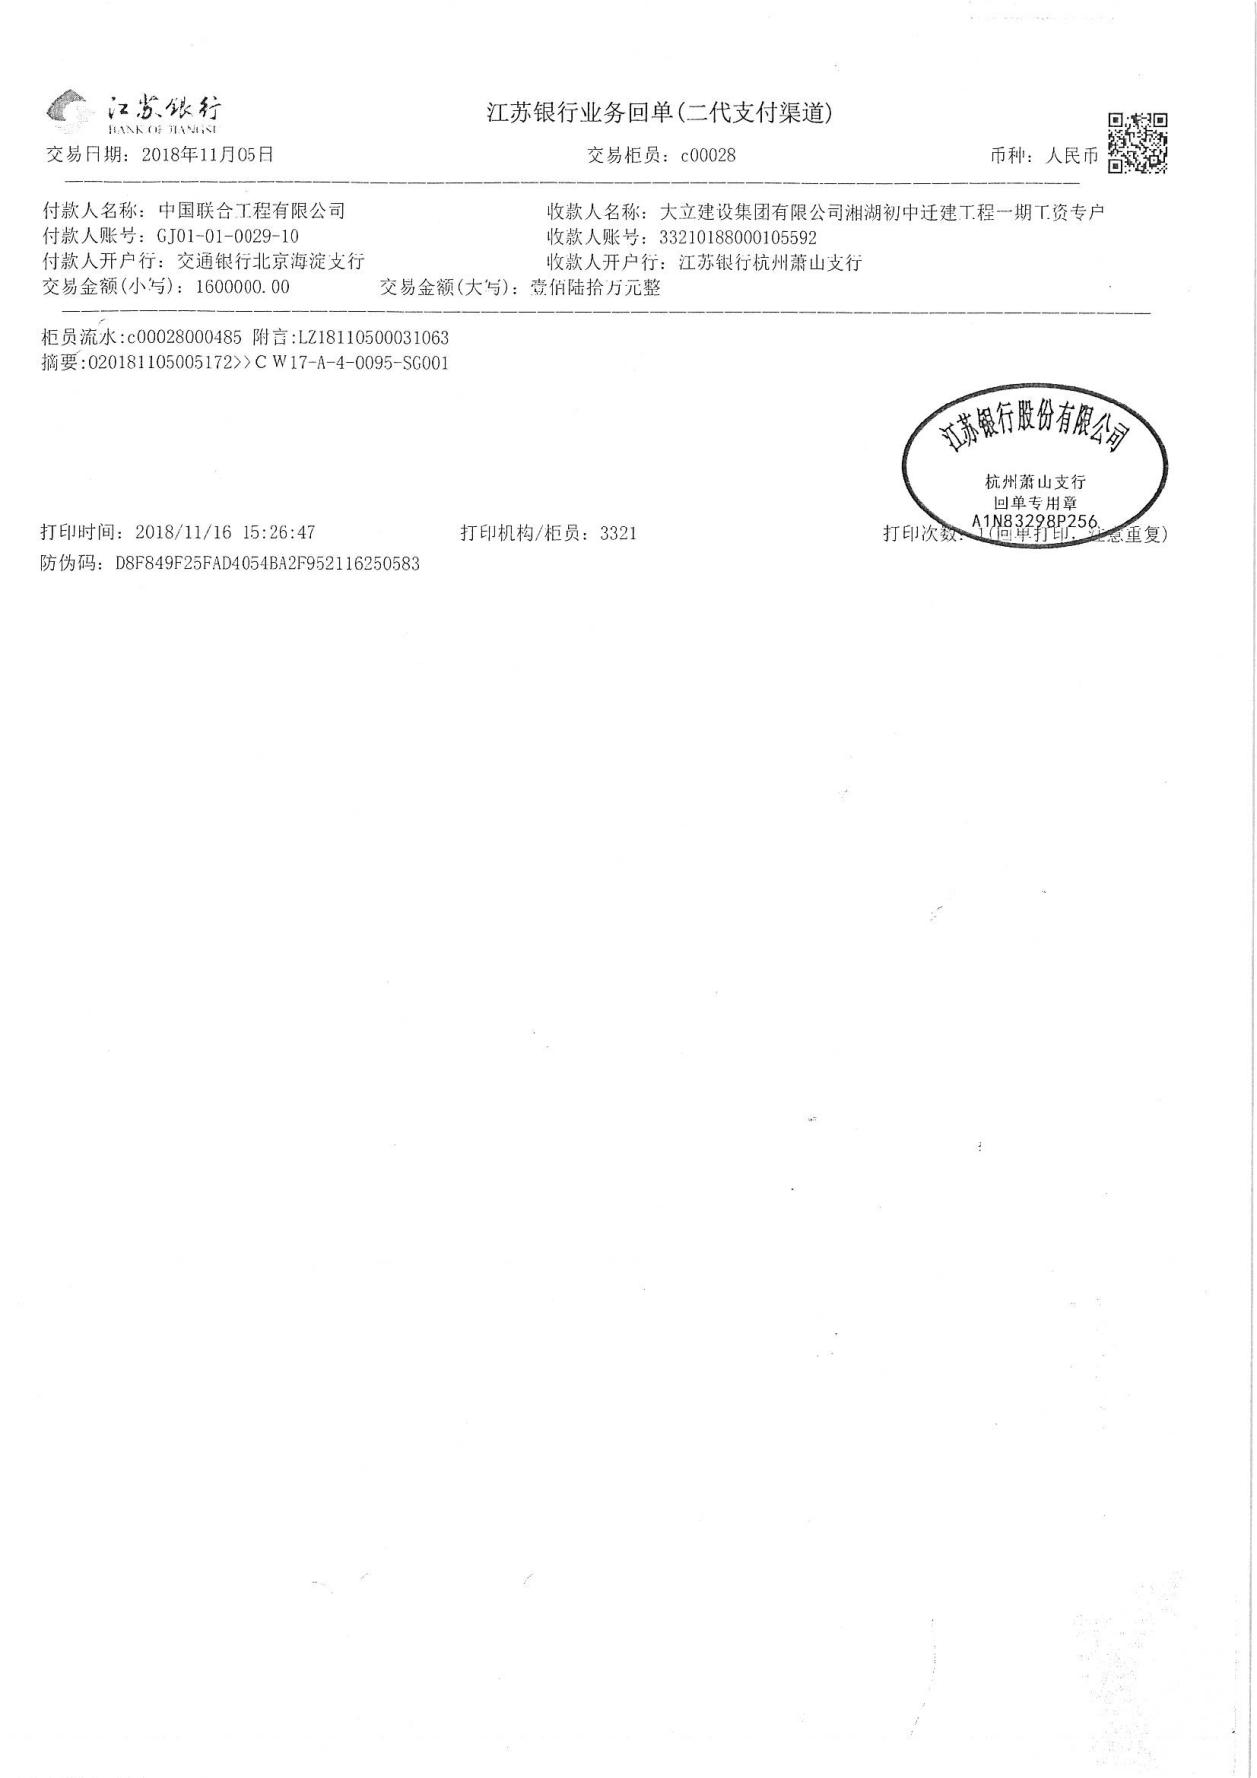 江苏银行
BANK OF JIANGSU
江苏银行业务回单(二代支付渠道)
交易日期：2018年11月05日 交易柜员：c00028 币种：人民币
付款人名称：中国联合工程有限公司 收款人名称：大立建设集团有限公司湘湖初中迁建工程一期工资专户
付款人账号：GJ01-01-0029-10 收款人账号：33210188000105592
付款人开户行：交通银行北京海淀支行 收款人开户行：江苏银行杭州萧山支行
交易金额(小写)：1600000.00 交易金额(大写)：壹佰陆拾万元整
柜员流水:c00028000485 附言:LZ18110500031063
摘要:020181105005172>>C W17-A-4-0095-SG001
江苏银行股份有限公司
杭州萧山支行
回单专用章
A1N83298P256
打印时间：2018/11/16 15:26:47 打印机构/柜员：3321 打印次数：1(回单打印，注意重复)
防伪码：D8F849F25FAD4054BA2F952116250583